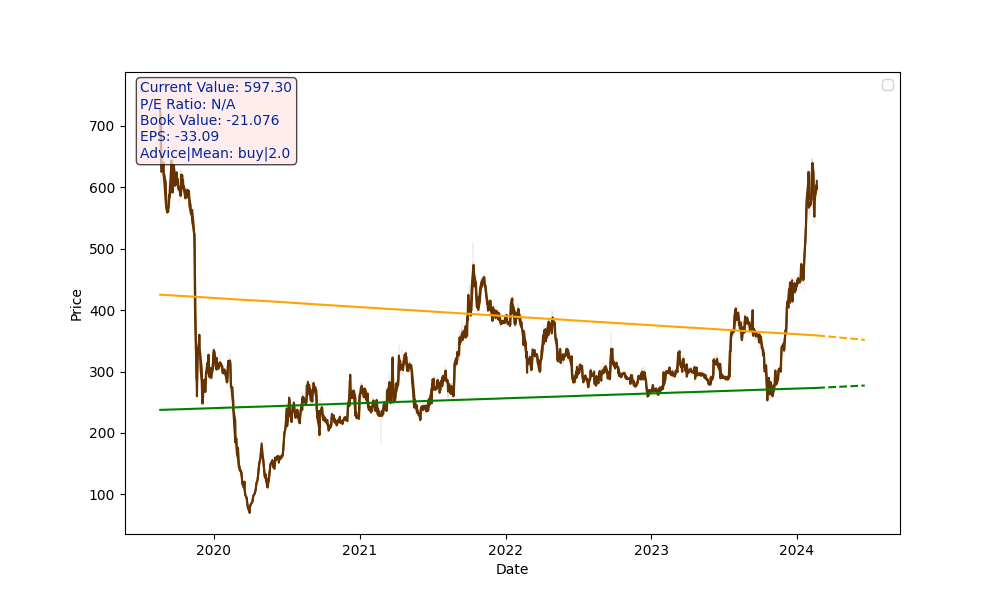 Current Value: 597.30
P/E Ratio: N/A
Book Value: -21.076
EPS: -33.09
Advice|Mean: buy|2.0
700
600
500
400
300
200
100
Price
2020
2021
2022
2023
2024
Date